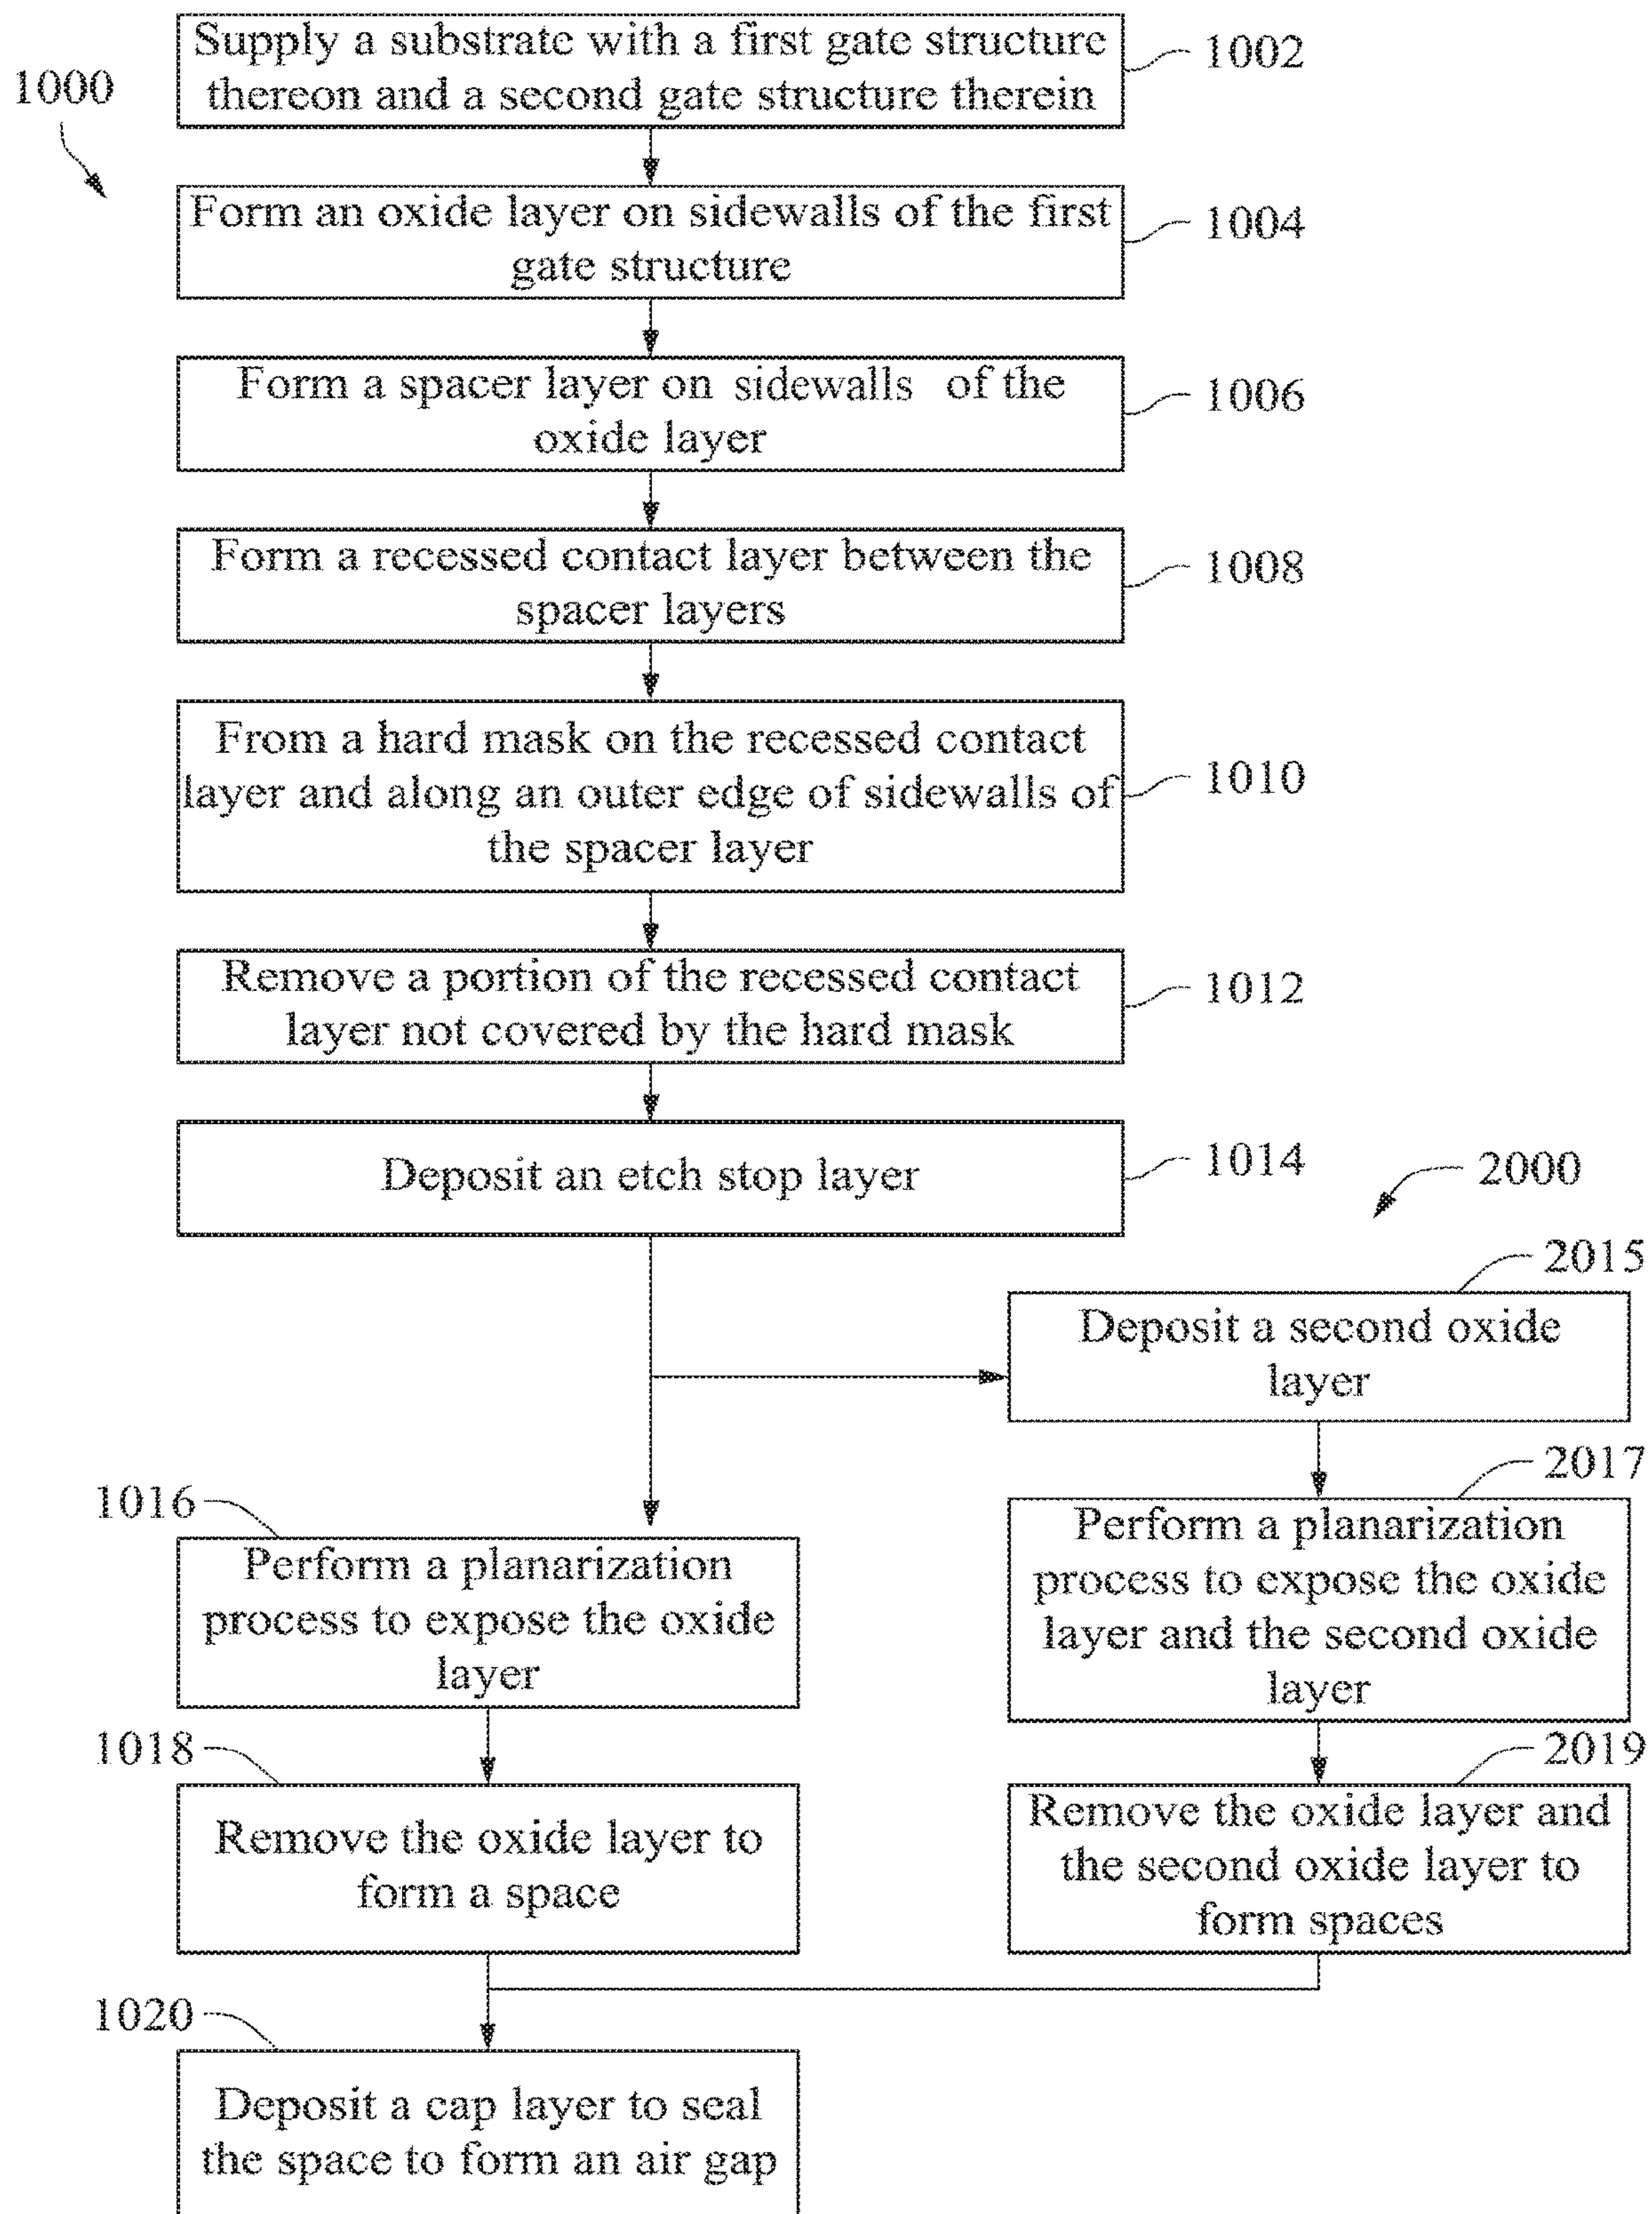 Supply a substrate with a first gate structure
thereon and a second gate structure therein
1002
1000
Form an oxide layer on sidewalls of the first
gate structure
1004
Form a spacer layer on sidewalls of the
oxide layer
1006
Form a recessed contact layer between the
spacer layers
1008
From a hard mask on the recessed contact
layer and along an outer edge of sidewalls of
the spacer layer
1010
Remove a portion of the recessed contact
layer not covered by the hard mask
1012
Deposit an etch stop layer
1014
2000
2015
Deposit a second oxide
layer
1016
Perform a planarization
process to expose the oxide
layer
2017
Perform a planarization
process to expose the oxide
layer and the second oxide
layer
1018
Remove the oxide layer to
form a space
2019
Remove the oxide layer and
the second oxide layer to
form spaces
1020
Deposit a cap layer to seal
the space to form an air gap